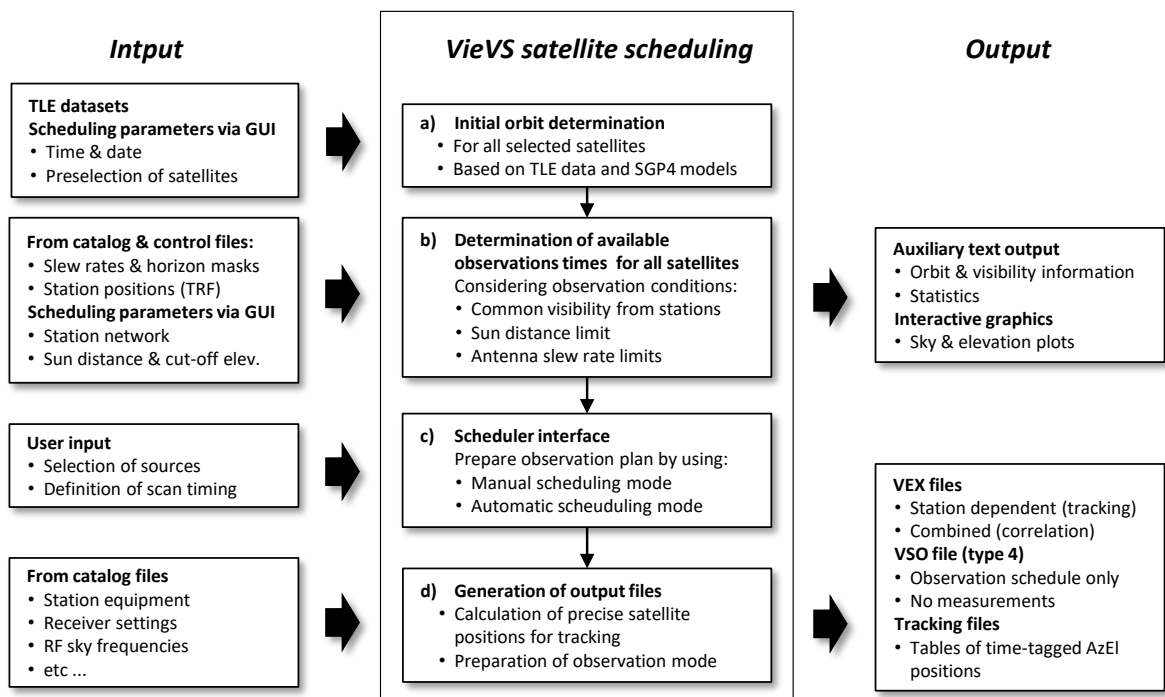 Intput
VieVS satellite scheduling
Output
TLE datasets
Scheduling parameters via GUI
• Time & date
• Preselection of satellites
a) Initial orbit determination
• For all selected satellites
• Based on TLE data and SGP4 models
From catalog & control files:
• Slew rates & horizon masks
• Station positions (TRF)
Scheduling parameters via GUI
• Station network
• Sun distance & cut-off elev.
b) Determination of available
observations times for all satellites
Considering observation conditions:
• Common visibility from stations
• Sun distance limit
• Antenna slew rate limits
Auxiliary text output
• Orbit & visibility information
• Statistics
Interactive graphics
• Sky & elevation plots
User input
• Selection of sources
• Definition of scan timing
c) Scheduler interface
Prepare observation plan by using:
• Manual scheduling mode
• Automatic scheuduling mode
From catalog files
• Station equipment
• Receiver settings
• RF sky frequencies
• etc ...
d) Generation of output files
• Calculation of precise satellite
positions for tracking
• Preparation of observation mode
VEX files
• Station dependent (tracking)
• Combined (correlation)
VSO file (type 4)
• Observation schedule only
• No measurements
Tracking files
• Tables of time-tagged AzEl
positions